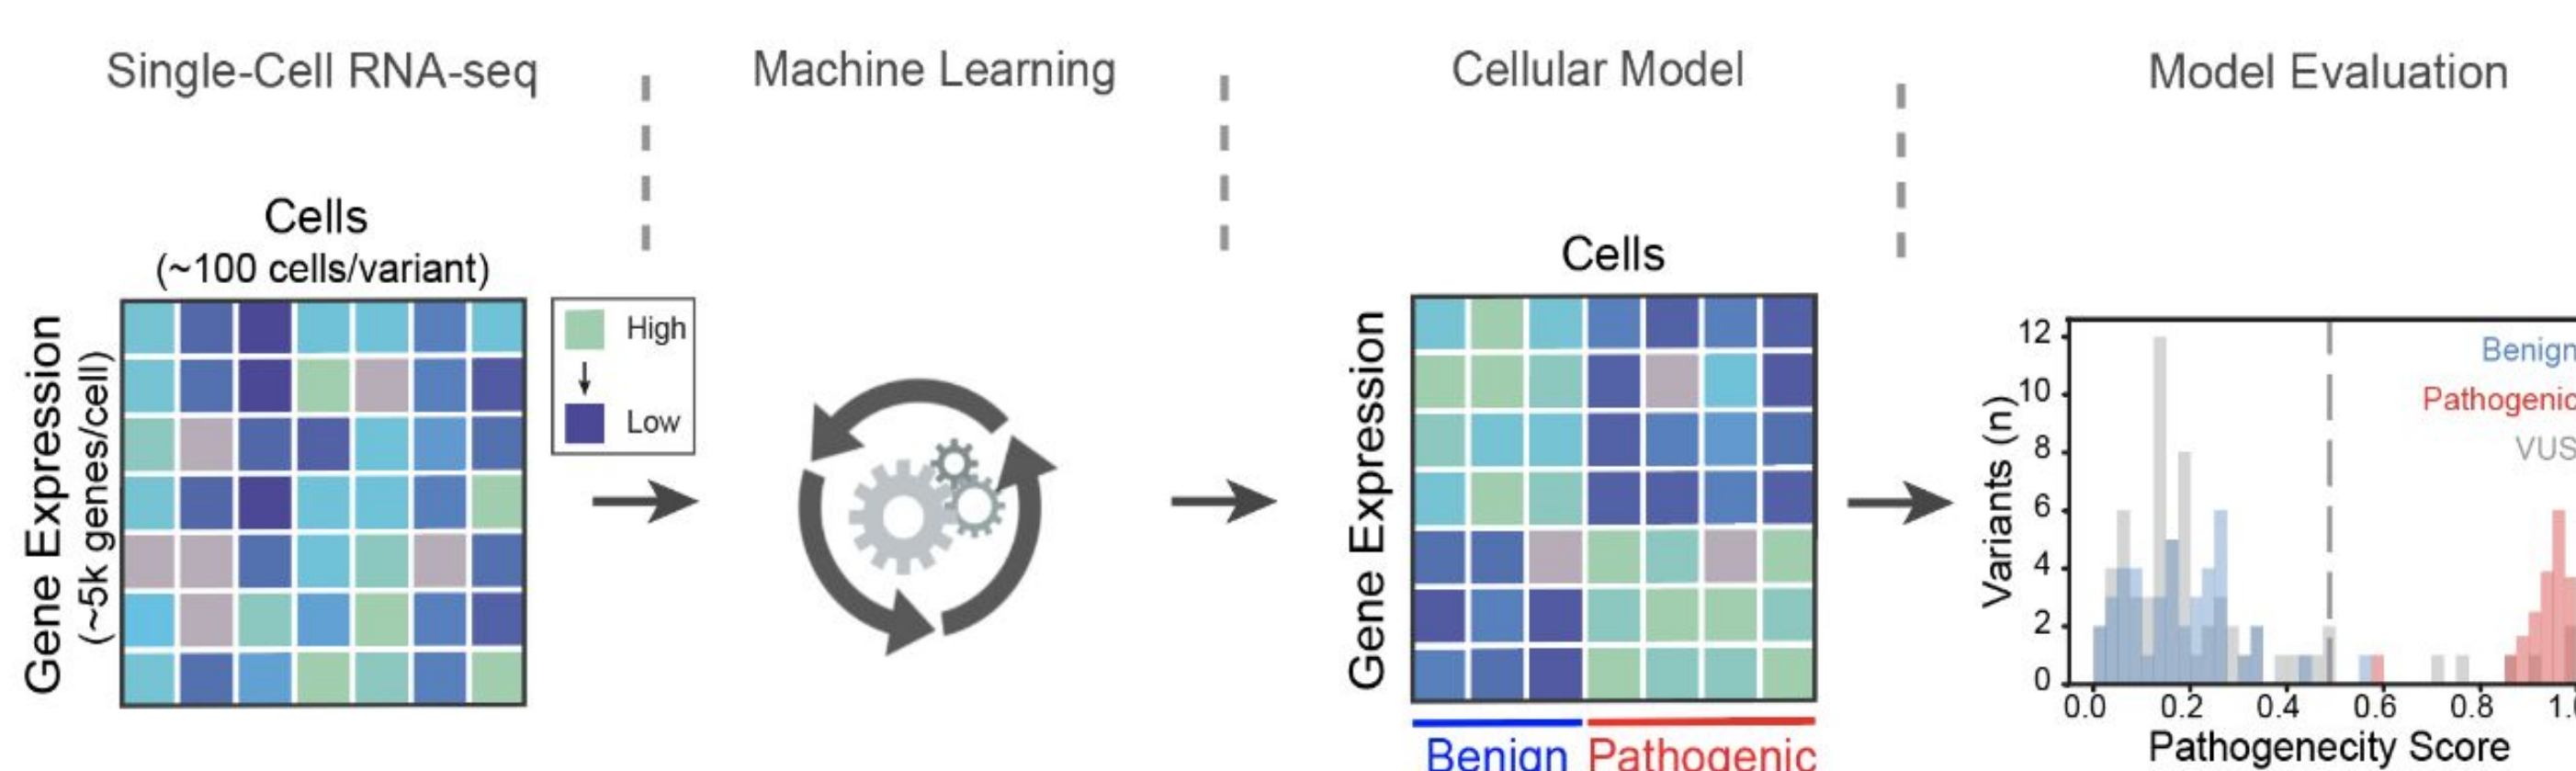 Single-Cell RNA-seq
Machine Learning
Cellular Model
Model Evaluation
Cells
(~100 cells/variant)
Gene Expression
(~5k genes/cell)
High
Low
Cells
Gene Expression
Benign
Pathogenic
Variants (n)
12
10
8
6
4
2
0
Benign
Pathogenic
VUS
0.0
0.2
0.4
0.6
0.8
Pathogenecity Score